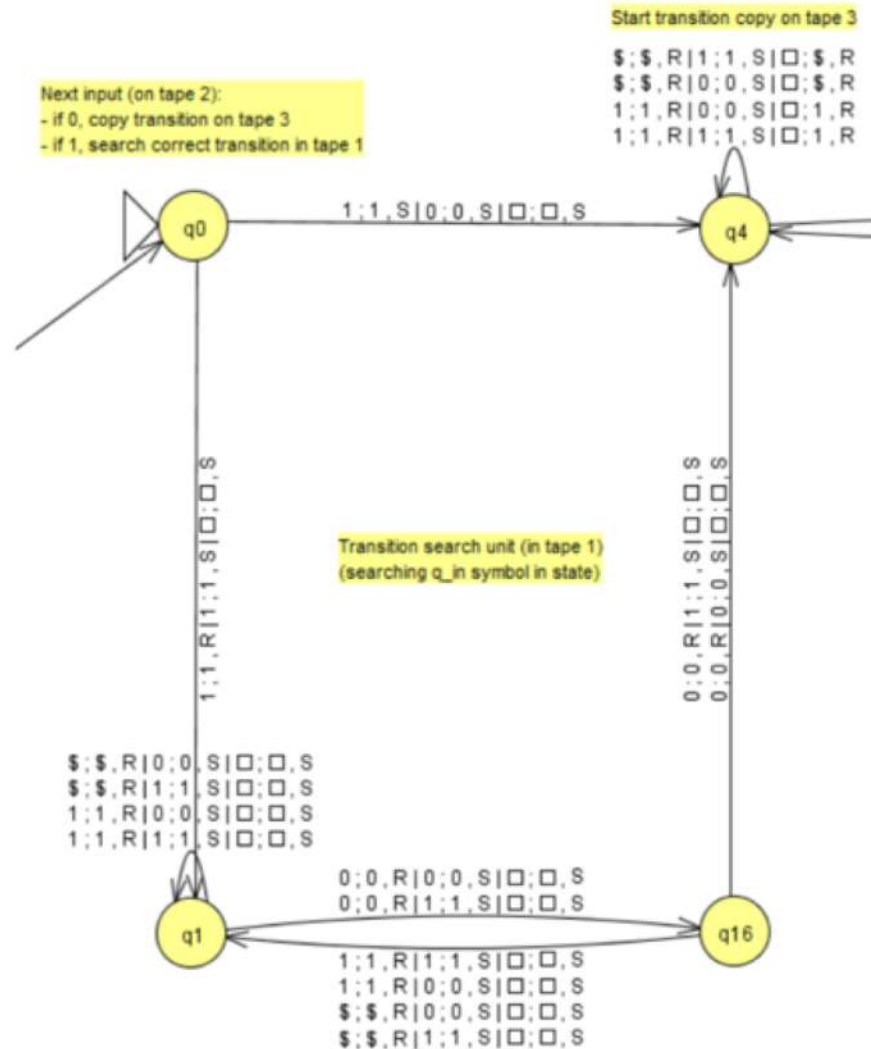 Start transition copy on tape 3
$;$,R|1;1,S|□;$,R
$;$,R|0;0,S|□;$,R
1;1,R|0;0,S|□;1,R
1;1,R|1;1,S|□;1,R
Next input (on tape 2):
- if 0, copy transition on tape 3
- if 1, search correct transition in tape 1
q0
1;1,S|0;0,S|□;□,S
q4
1;1,R|1;1,S|□;□,S
Transition search unit (in tape 1)
(searching q_in symbol in state)
0;0,R|1;1,S|□;□,S
0;0,R|0;0,S|□;□,S
$;$,R|0;0,S|□;□,S
$;$,R|1;1,S|□;□,S
1;1,R|0;0,S|□;□,S
1;1,R|1;1,S|□;□,S
q1
0;0,R|0;0,S|□;□,S
0;0,R|1;1,S|□;□,S
q16
1;1,R|1;1,S|□;□,S
1;1,R|0;0,S|□;□,S
$;$,R|0;0,S|□;□,S
$;$,R|1;1,S|□;□,S